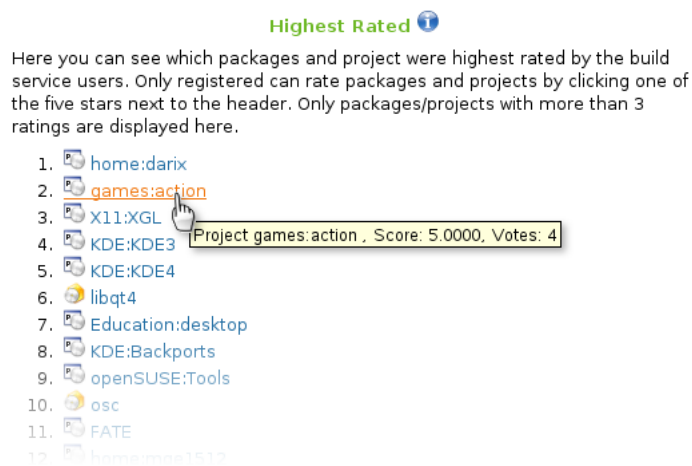 Highest Rated
Here you can see which packages and project were highest rated by the build
service users. Only registered can rate packages and projects by clicking one of
the five stars next to the header. Only packages/projects with more than 3
ratings are displayed here.
1. home:darix
2. games:action
3. X11:XGL
Project games:action , Score: 5.0000, Votes: 4
4. KDE:KDE3
5. KDE:KDE4
6. libqt4
7. Education:desktop
8. KDE:Backports
9. openSUSE:Tools
10. osc
11. FATE
12. home:mge1512